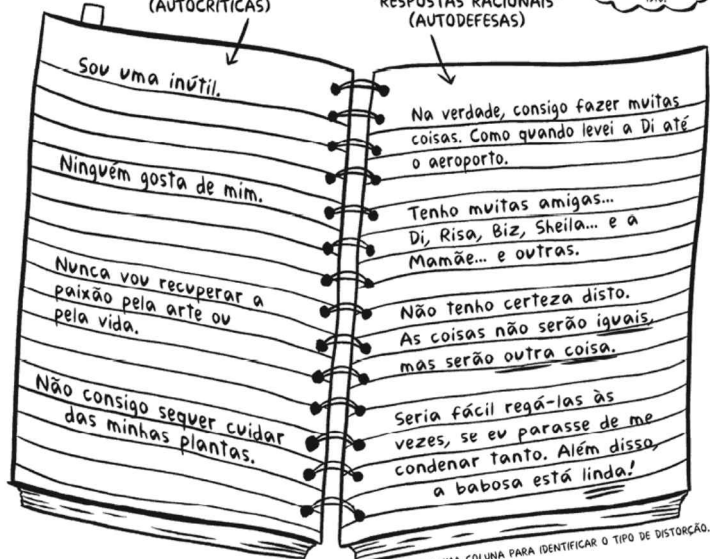 (AUTOCRÍTICAS)
RESPOSTAS RACIONAIS
(AUTODEFESAS)
Sou uma inútil.
Ninguém gosta de mim.
Nunca vou recuperar a
paixão pela arte ou
pela vida.
Não consigo sequer cuidar
das minhas plantas.
Na verdade, consigo fazer muitas
coisas. Como quando levei a Di até
o aeroporto.
Tenho muitas amigas...
Di, Risa, Biz, Sheila... e a
Mamãe... e outras.
Não tenho certeza disto.
As coisas não serão iguais,
mas serão outra coisa.
Seria fácil regá-las às
vezes, se eu parasse de me
condenar tanto. Além disso,
a babosa está linda!
COLUNA PARA IDENTIFICAR O TIPO DE DISTORÇÃO.